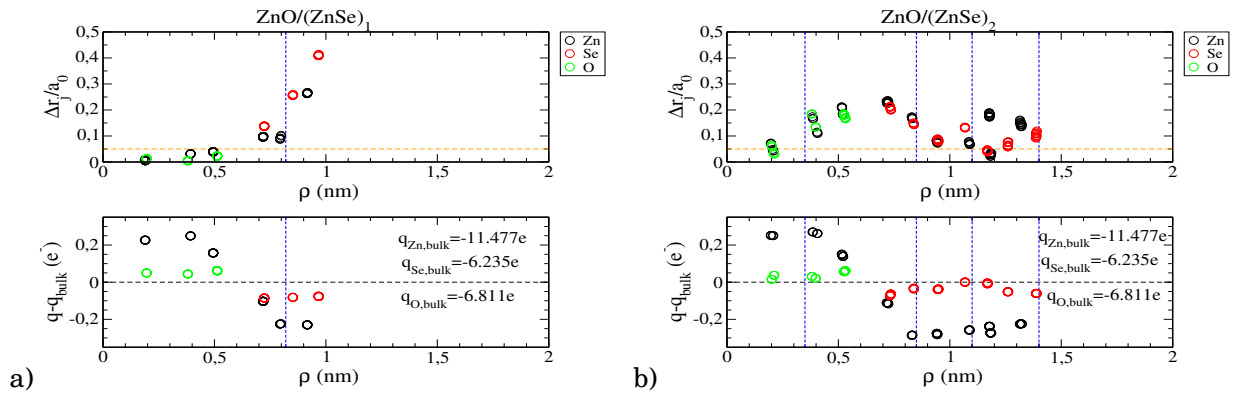 ZnO/(ZnSe)1
0,5
0,4
0,3
0,2
0,1
0
Δrj/a0
0 0,5 1 1,5 2
ρ (nm)
Zn
Se
O
0,2
0
-0,2
q-qbulk (e-)
qZn,bulk=-11.477e
qSe,bulk=-6.235e
qO,bulk=-6.811e
0 0,5 1 1,5 2
ρ (nm)
a)
ZnO/(ZnSe)2
0,5
0,4
0,3
0,2
0,1
0
Δrj/a0
0 0,5 1 1,5 2
ρ (nm)
Zn
Se
O
0,2
0
-0,2
q-qbulk (e-)
qZn,bulk=-11.477e
qSe,bulk=-6.235e
qO,bulk=-6.811e
0 0,5 1 1,5 2
ρ (nm)
b)